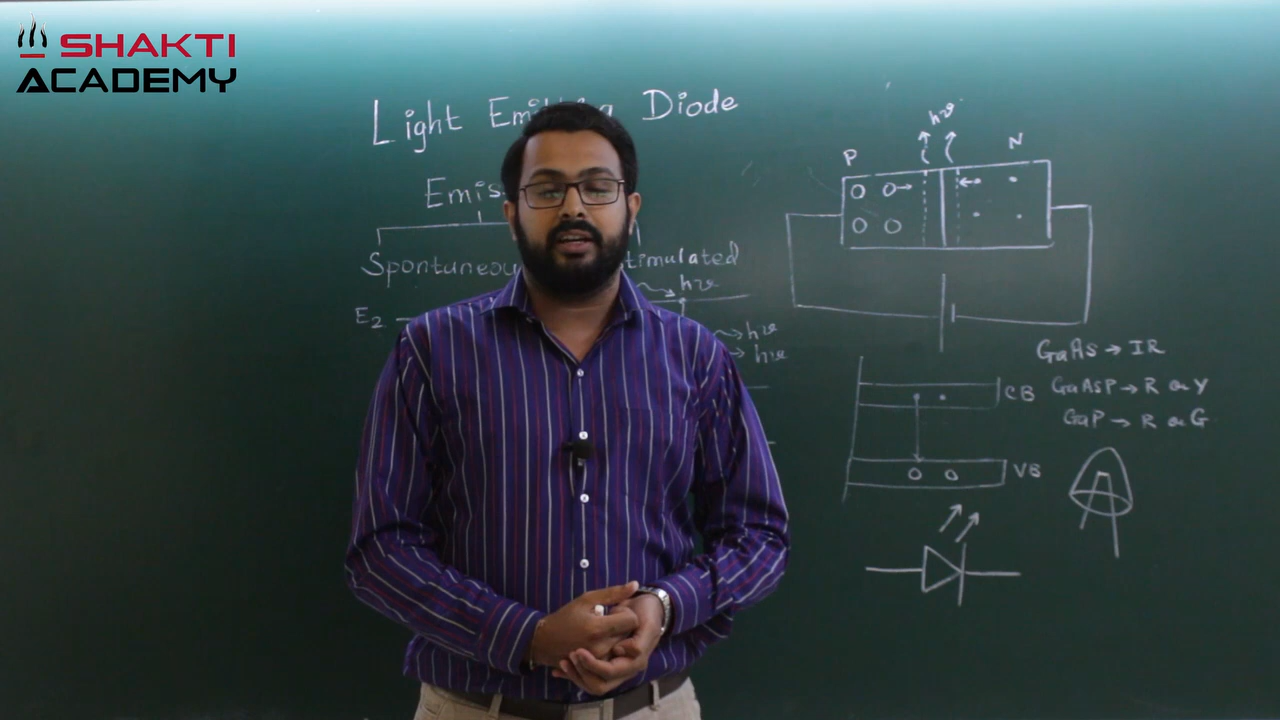 SHAKTI
ACADEMY
Light Emitting Diode
Emis
Spontaneou timulated
hν
E2
hν
hν
hν
P N
CB
VB
GaAs → IR
GaAsP → R or Y
GaP → R or G